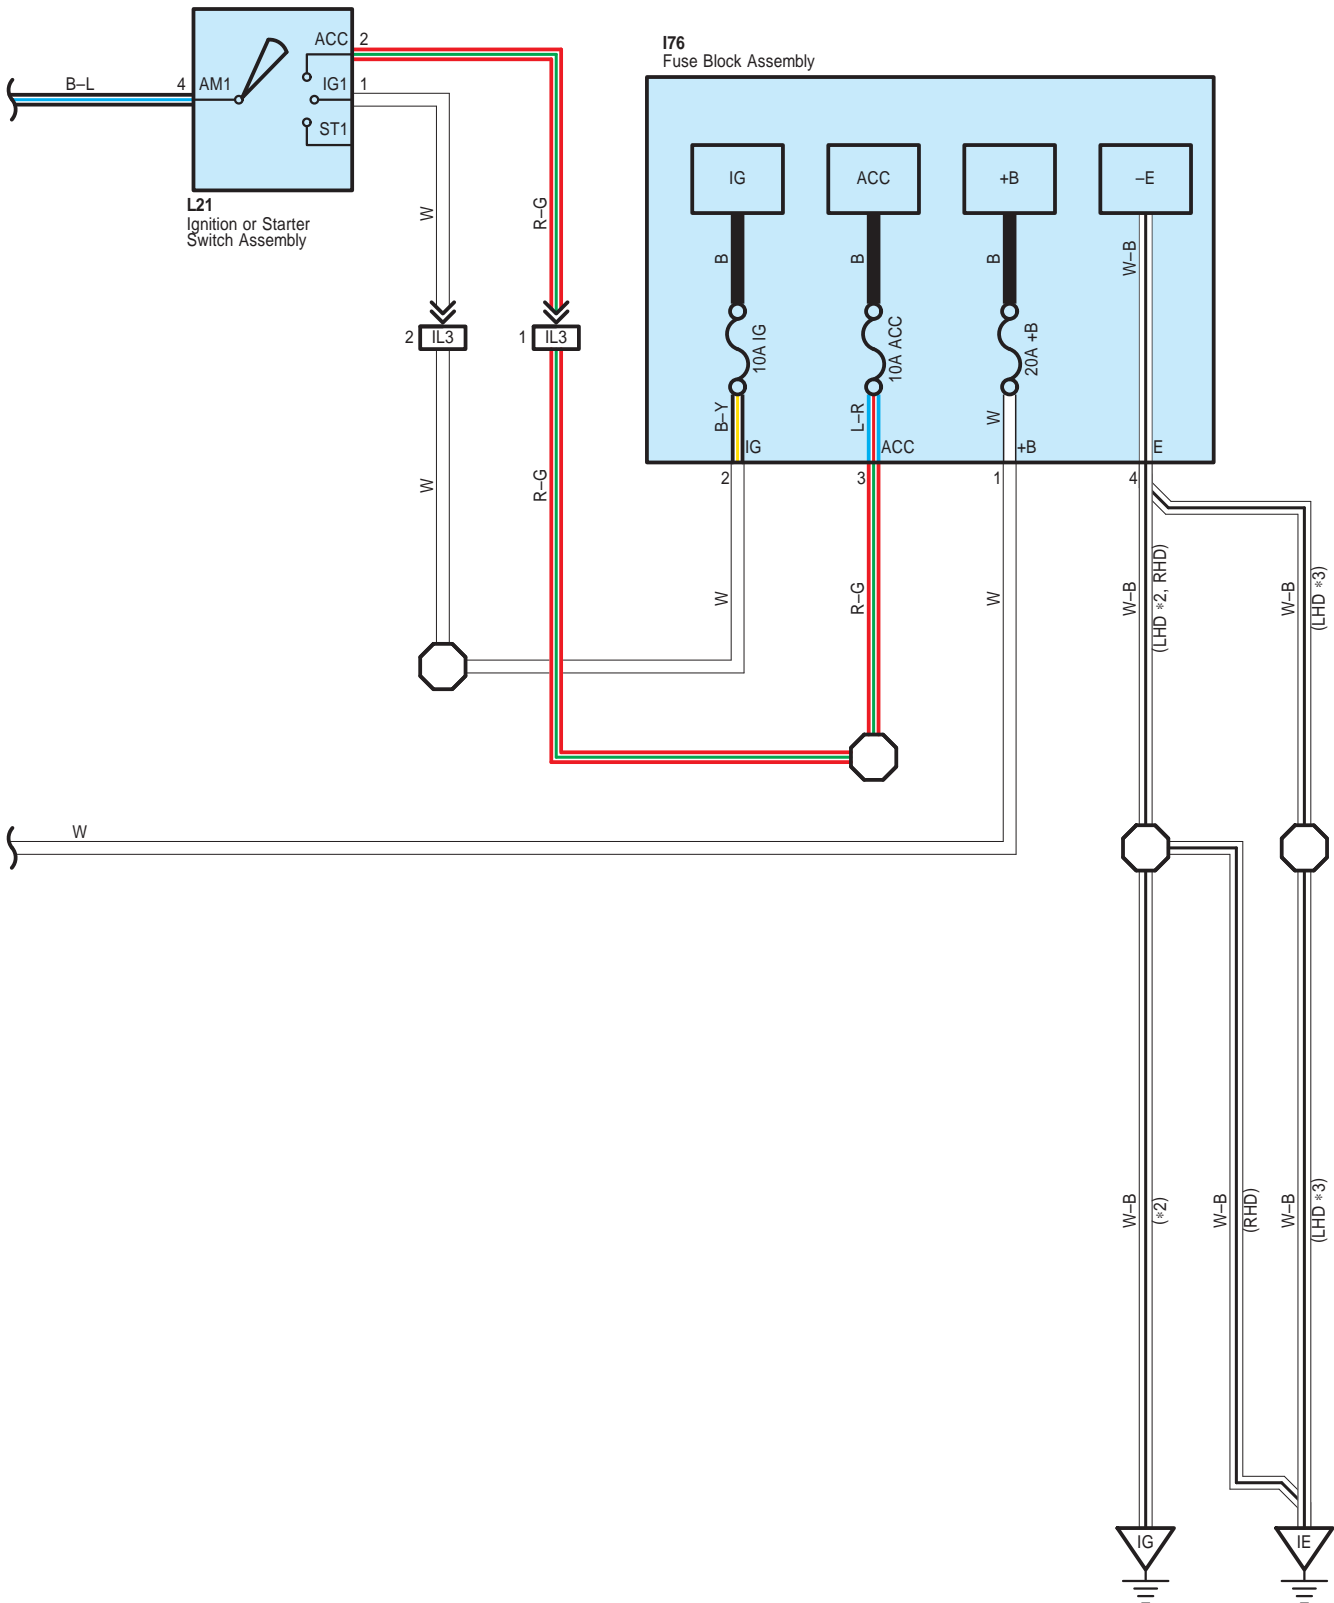 B–L
4
AM1
ACC
2
IG1
1
ST1
L21
Ignition or Starter
Switch Assembly
W
R–G
2
IL3
1
IL3
W
R–G
I76
Fuse Block Assembly
IG
ACC
+B
–E
B
B
B
W–B
10A IG
10A ACC
20A +B
B–Y
L–R
W
IG
ACC
+B
E
2
3
1
4
W
R–G
W
W–B
(LHD *2, RHD)
W–B
(LHD *3)
W
W–B
(*2)
W–B
(RHD)
W–B
(LHD *3)
IG
IE